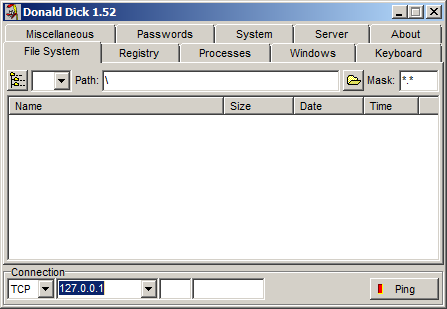 Donald Dick 1.52
Miscellaneous Passwords System Server About
File System Registry Processes Windows Keyboard
Path: \ Mask: *.*
Name Size Date Time
Connection
TCP 127.0.0.1 Ping